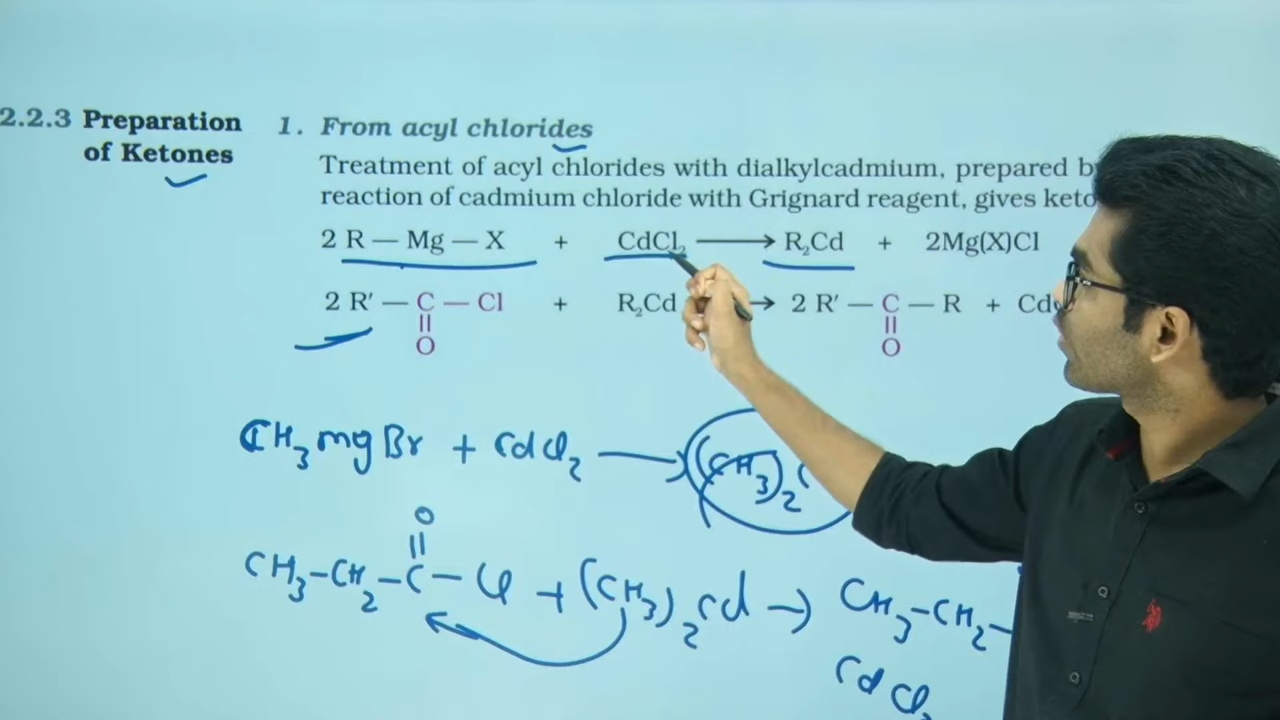 2.2.3 Preparation of Ketones
1. From acyl chlorides
Treatment of acyl chlorides with dialkylcadmium, prepared b
reaction of cadmium chloride with Grignard reagent, gives keto
2 R — Mg — X + CdCl₂ ⟶ R₂Cd + 2Mg(X)Cl
2 R′ — C — Cl + R₂Cd → 2 R′ — C — R + Cd
|| ||
O O
CH₃mgBr + CdCl₂ ⟶ (CH₃)₂C
O
||
CH₃-CH₂-C-Cl + (CH₃)₂Cd → CH₃-CH₂-
CdCl₂